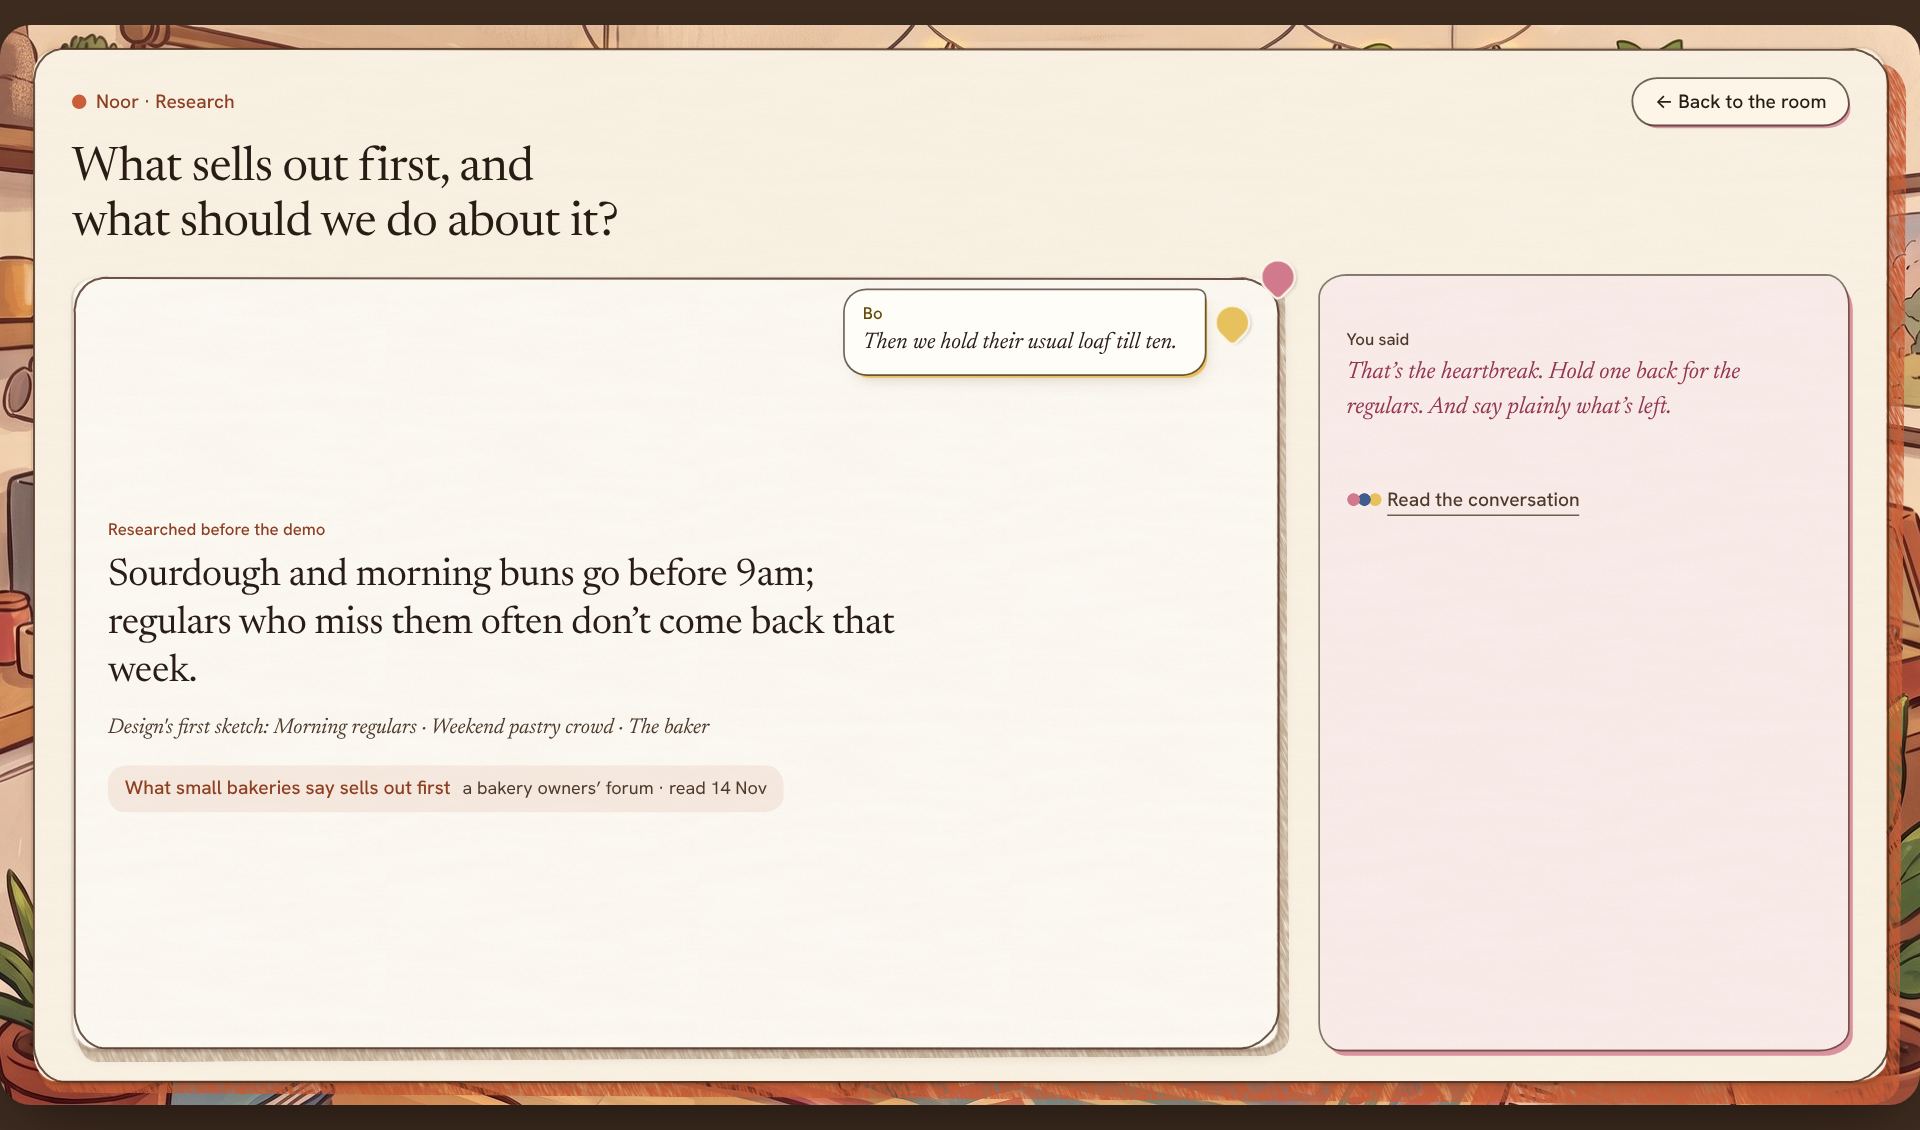 Noor · Research
← Back to the room
What sells out first, and
what should we do about it?
Bo
Then we hold their usual loaf till ten.
Researched before the demo
Sourdough and morning buns go before 9am;
regulars who miss them often don’t come back that
week.
Design's first sketch: Morning regulars · Weekend pastry crowd · The baker
What small bakeries say sells out first a bakery owners’ forum · read 14 Nov
You said
That’s the heartbreak. Hold one back for the
regulars. And say plainly what’s left.
Read the conversation